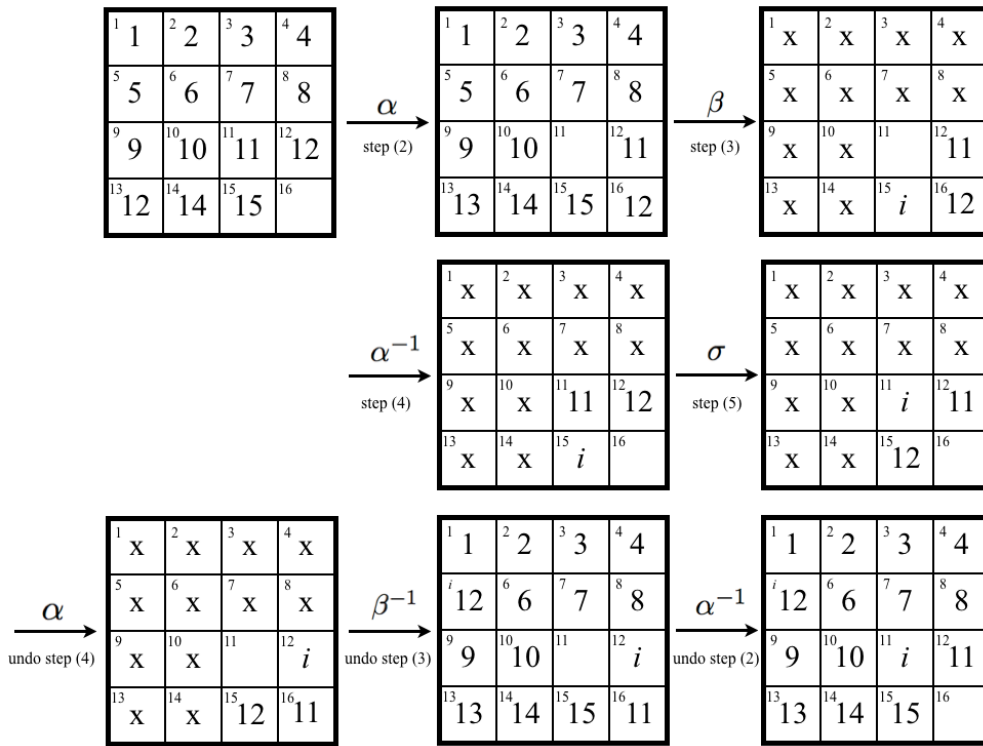 1 1 2 2 3 3 4 4
5 5 6 6 7 7 8 8
9 9 10 10 11 11 12 12
13 12 14 14 15 15 16
α
step (2)
1 1 2 2 3 3 4 4
5 5 6 6 7 7 8 8
9 9 10 10 11 12 11
13 13 14 14 15 15 16 12
β
step (3)
1 x 2 x 3 x 4 x
5 x 6 x 7 x 8 x
9 x 10 x 11 12 11
13 x 14 x 15 i 16 12
α⁻¹
step (4)
1 x 2 x 3 x 4 x
5 x 6 x 7 x 8 x
9 x 10 x 11 11 12 12
13 x 14 x 15 i 16
σ
step (5)
1 x 2 x 3 x 4 x
5 x 6 x 7 x 8 x
9 x 10 x 11 i 12 11
13 x 14 x 15 12 16
α
undo step (4)
1 x 2 x 3 x 4 x
5 x 6 x 7 x 8 x
9 x 10 x 11 12 i
13 x 14 x 15 12 16 11
β⁻¹
undo step (3)
1 1 2 2 3 3 4 4
i 12 6 6 7 7 8 8
9 9 10 10 11 12 i
13 13 14 14 15 15 16 11
α⁻¹
undo step (2)
1 1 2 2 3 3 4 4
i 12 6 6 7 7 8 8
9 9 10 10 11 i 12 11
13 13 14 14 15 15 16